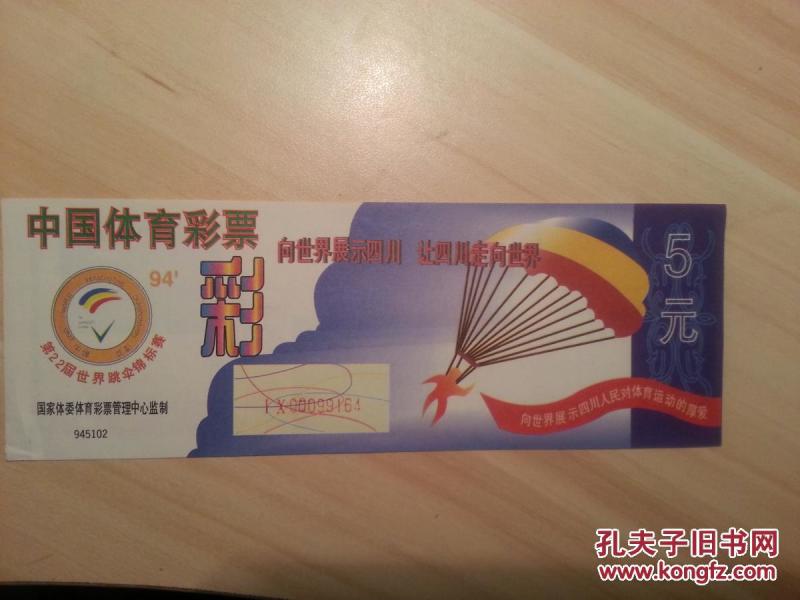 中国体育彩票
94'
彩
向世界展示四川 让四川走向世界
5元
第22届世界跳伞锦标赛
国家体委体育彩票管理中心监制
945102
I X 00099164
向世界展示四川人民对体育运动的厚爱
孔夫子旧书网
www.kongfz.com